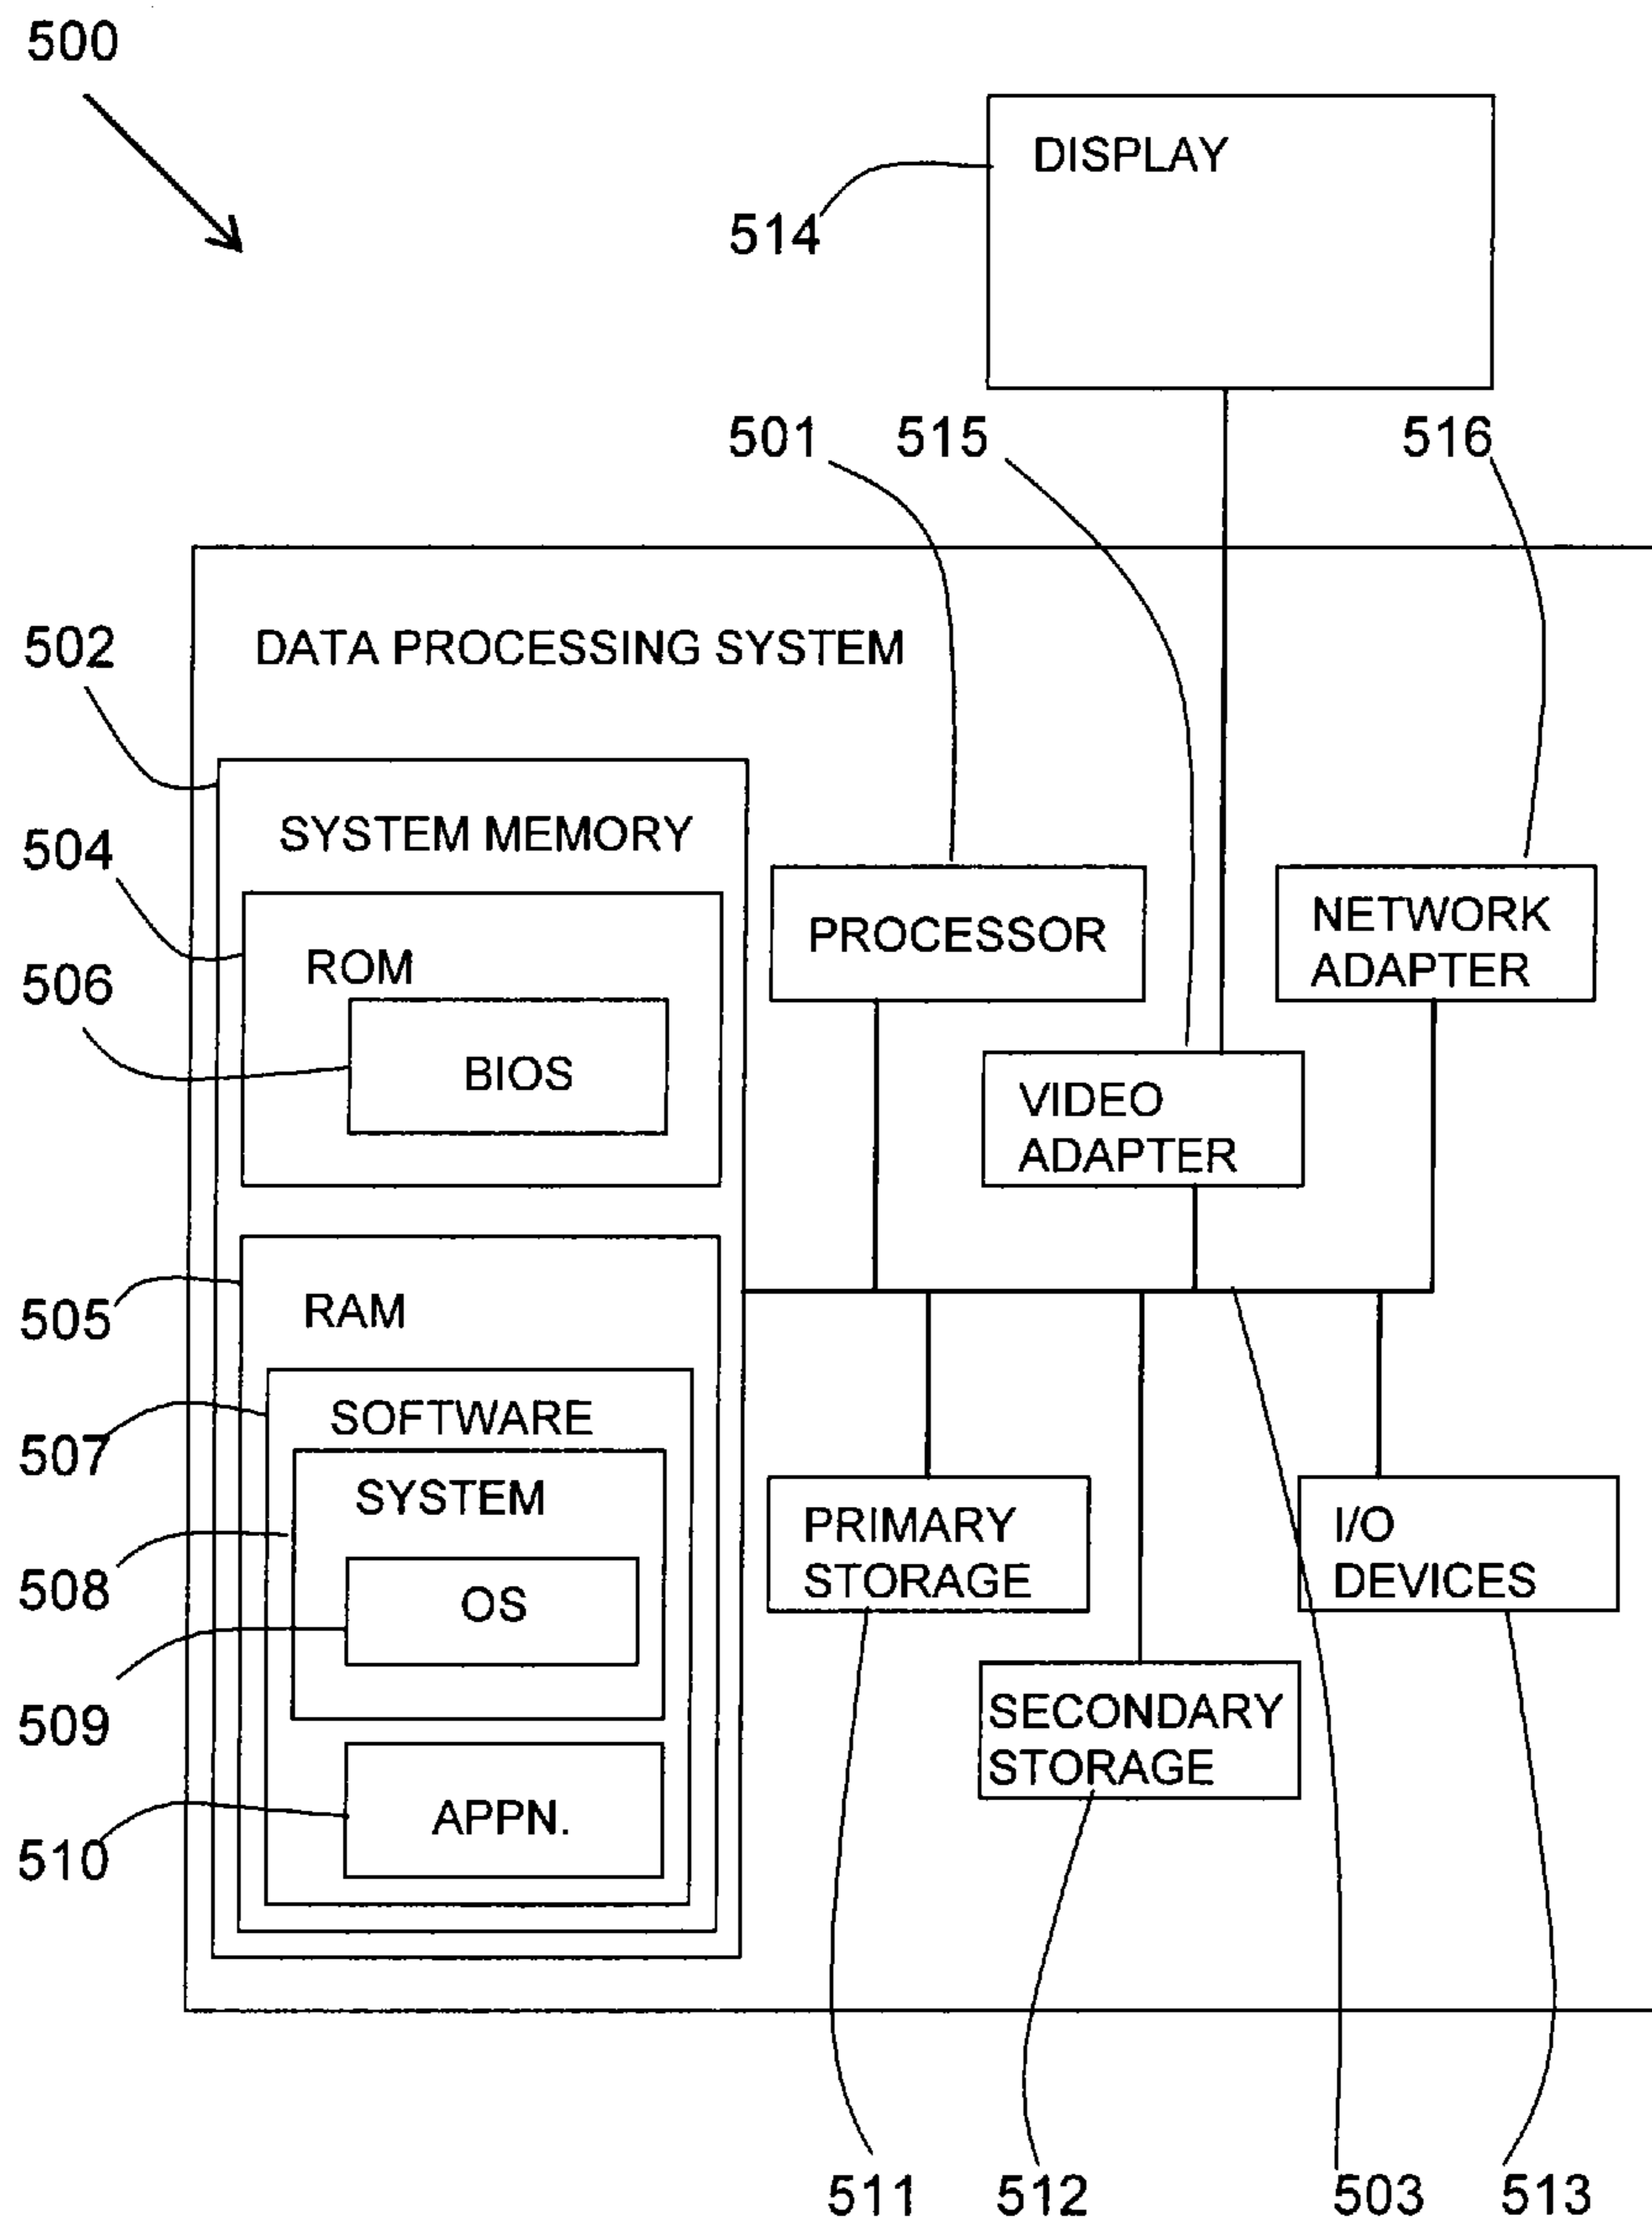 500
DISPLAY
514
501
515
516
502
DATA PROCESSING SYSTEM
SYSTEM MEMORY
504
ROM
506
BIOS
PROCESSOR
NETWORK
ADAPTER
VIDEO
ADAPTER
505
RAM
507
SOFTWARE
SYSTEM
508
OS
509
APPN.
510
PRIMARY
STORAGE
I/O
DEVICES
SECONDARY
STORAGE
511
512
503
513